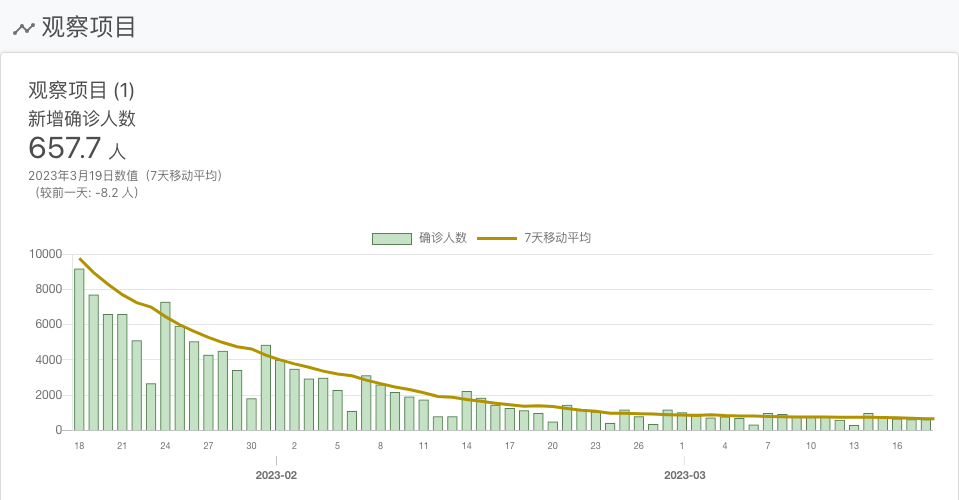 观察项目
观察项目 (1)
新增确诊人数
657.7 人
2023年3月19日数值（7天移动平均）
（较前一天: -8.2 人）
确诊人数 7天移动平均
10000
8000
6000
4000
2000
0
18 21 24 27 30 2 5 8 11 14 17 20 23 26 1 4 7 10 13 16
2023-02 2023-03